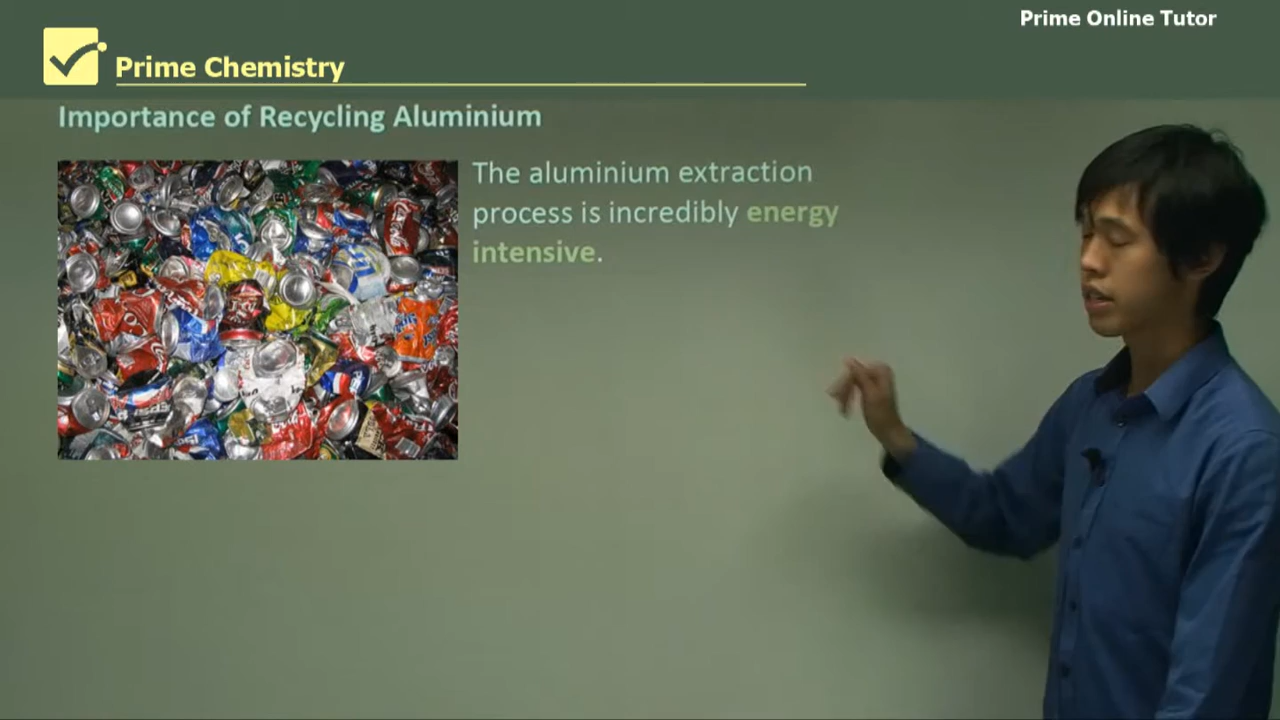 Prime Online Tutor
Prime Chemistry
Importance of Recycling Aluminium
The aluminium extraction
process is incredibly energy
intensive.